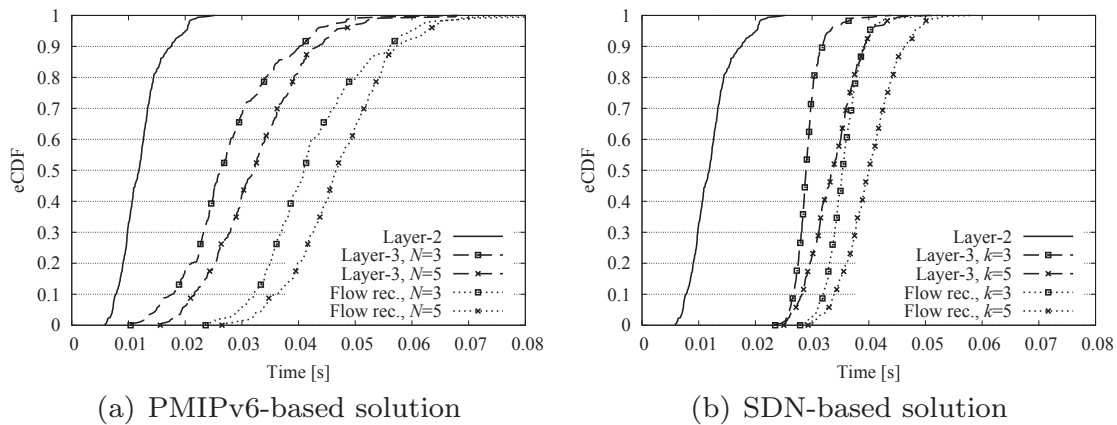 1
0.9
0.8
0.7
0.6
0.5
0.4
0.3
0.2
0.1
0
eCDF
Layer-2
Layer-3, N=3
Layer-3, N=5
Flow rec., N=3
Flow rec., N=5
0 0.01 0.02 0.03 0.04 0.05 0.06 0.07 0.08
Time [s]
(a) PMIPv6-based solution
1
0.9
0.8
0.7
0.6
0.5
0.4
0.3
0.2
0.1
0
eCDF
Layer-2
Layer-3, k=3
Layer-3, k=5
Flow rec., k=3
Flow rec., k=5
0 0.01 0.02 0.03 0.04 0.05 0.06 0.07 0.08
Time [s]
(b) SDN-based solution